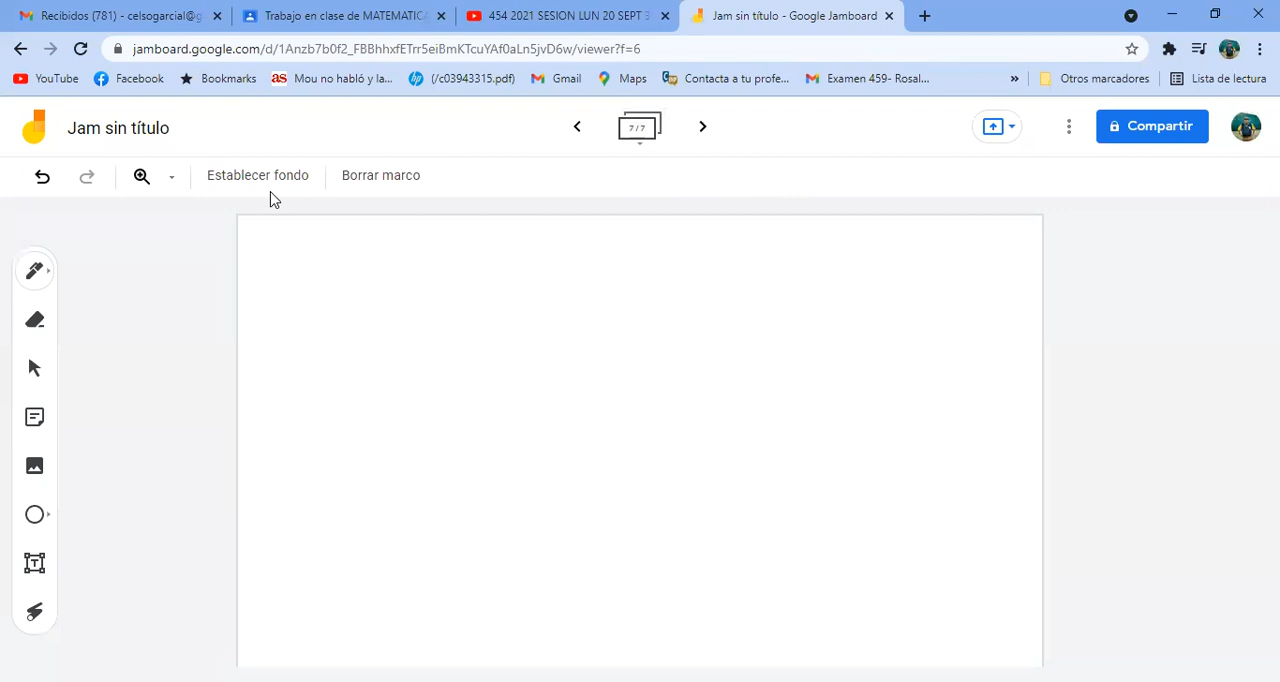 Recibidos (781) - celsogarcial@g
Trabajo en clase de MATEMATICA
454 2021 SESION LUN 20 SEPT 3
Jam sin título - Google Jamboard
jamboard.google.com/d/1Anzb7b0f2_FBBhhxfETrr5eiBmKTcuYAf0aLn5jvD6w/viewer?f=6
YouTube
Facebook
Bookmarks
as
Mou no habló y la...
hp
(/c03943315.pdf)
Gmail
Maps
Contacta a tu profe...
Examen 459- Rosal...
»
Otros marcadores
Lista de lectura
Jam sin título
7 / 7
Compartir
Establecer fondo
Borrar marco
T